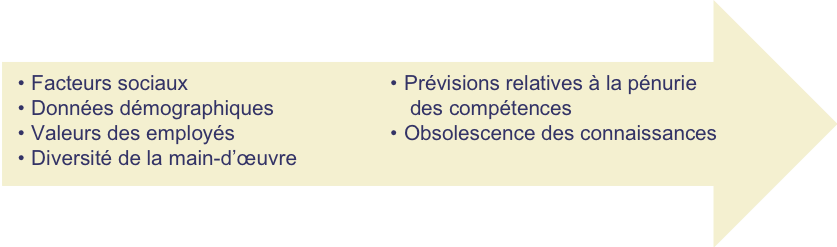 • Facteurs sociaux
• Données démographiques
• Valeurs des employés
• Diversité de la main-d’œuvre
• Prévisions relatives à la pénurie
des compétences
• Obsolescence des connaissances